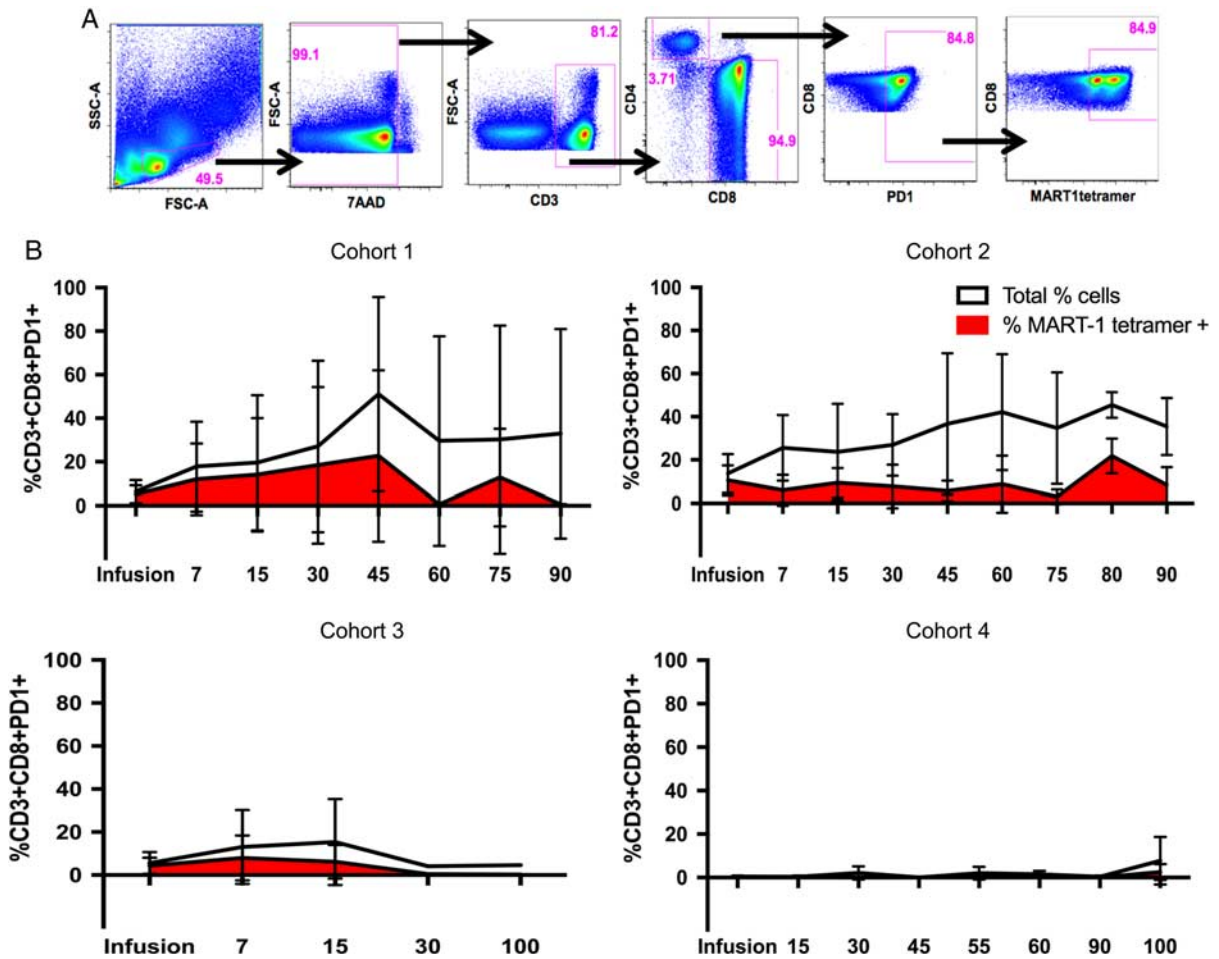 A
SSC-A
49.5
FSC-A
99.1
FSC-A
7AAD
81.2
FSC-A
CD3
CD4
3.71
94.9
CD8
84.8
CD8
PD1
84.9
CD8
MART1tetramer
B
Cohort 1
%CD3+CD8+PD1+
100
80
60
40
20
0
Infusion 7 15 30 45 60 75 90
Cohort 2
Total % cells
% MART-1 tetramer +
%CD3+CD8+PD1+
100
80
60
40
20
0
Infusion 7 15 30 45 60 75 80 90
Cohort 3
%CD3+CD8+PD1+
100
80
60
40
20
0
Infusion 7 15 30 100
Cohort 4
%CD3+CD8+PD1+
100
80
60
40
20
0
Infusion 15 30 45 55 60 90 100